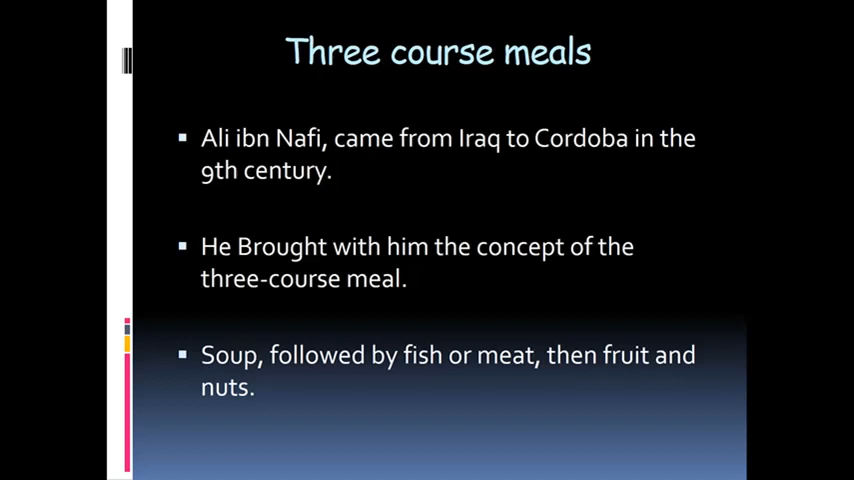 Three course meals
Ali ibn Nafi, came from Iraq to Cordoba in the
9th century.
He Brought with him the concept of the
three-course meal.
Soup, followed by fish or meat, then fruit and
nuts.